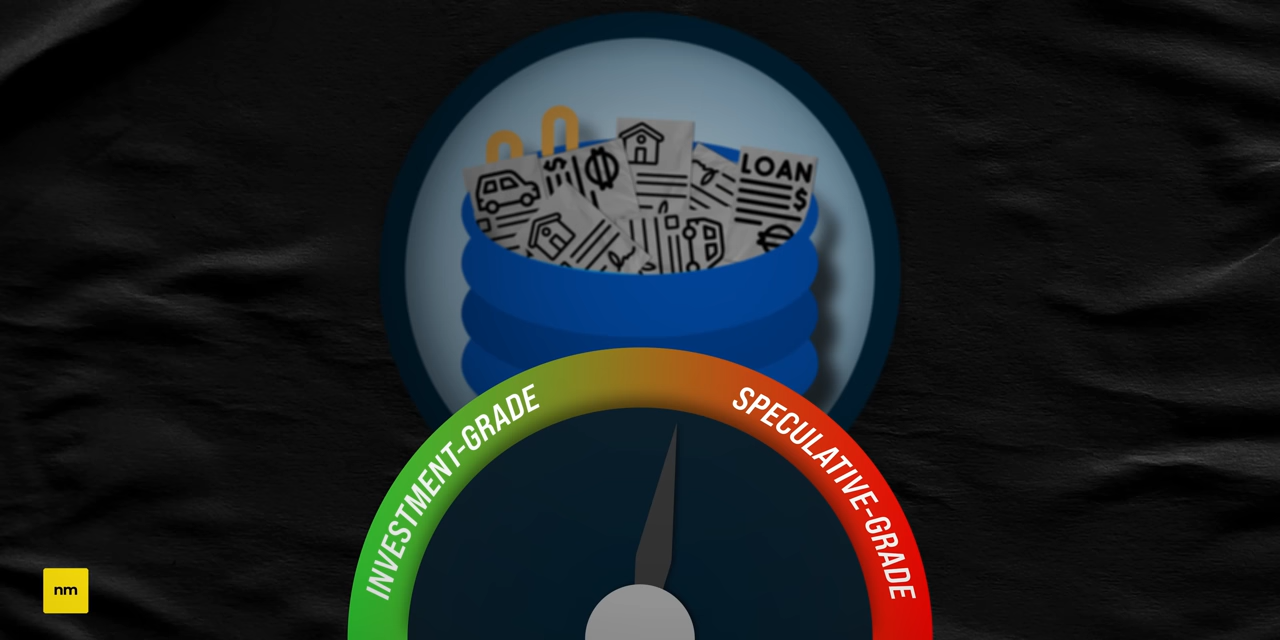 $
LOAN
$
INVESTMENT-GRADE
SPECULATIVE-GRADE
nm